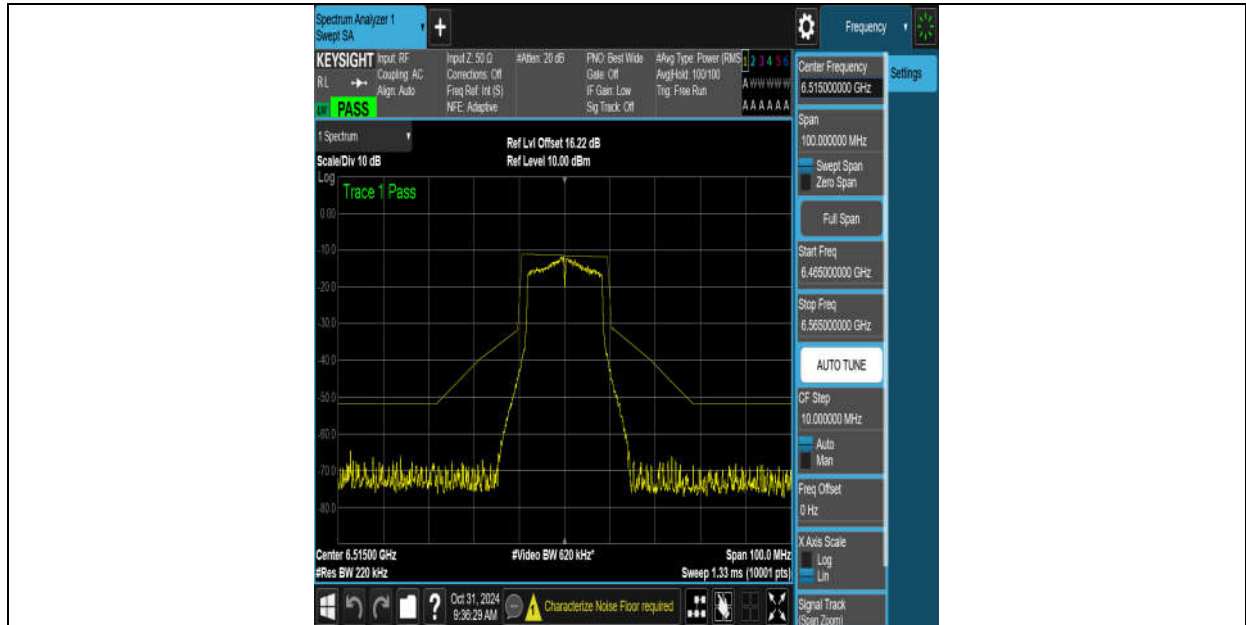 Spectrum Analyzer 1
Swept SA
+
Frequency
KEYSIGHT
RL
PASS
Input: RF
Coupling: AC
Align: Auto
Input Z: 50 Ω
Corrections: Off
Freq Ref: Int (S)
NFE: Adaptive
#Atten: 20 dB
PNO: Best Wide
Gate: Off
IF Gain: Low
Sig Track: Off
#Avg Type: Power (RMS
Avg|Hold: 100/100
Trig: Free Run
1 2 3 4 5 6
A W W W W W
A A A A A A
Center Frequency
6.515000000 GHz
Settings
Span
100.000000 MHz
Swept Span
Zero Span
Full Span
Start Freq
6.465000000 GHz
Stop Freq
6.565000000 GHz
AUTO TUNE
CF Step
10.000000 MHz
Auto
Man
Freq Offset
0 Hz
X Axis Scale
Log
Lin
Signal Track
(Span Zoom)
1 Spectrum
Scale/Div 10 dB
Ref Lvl Offset 16.22 dB
Ref Level 10.00 dBm
Log
Trace 1 Pass
0.00
-10.0
-20.0
-30.0
-40.0
-50.0
-60.0
-70.0
-80.0
Center 6.51500 GHz
#Video BW 620 kHz*
Span 100.0 MHz
#Res BW 220 kHz
Sweep 1.33 ms (10001 pts)
?
Oct 31, 2024
9:36:29 AM
Characterize Noise Floor required